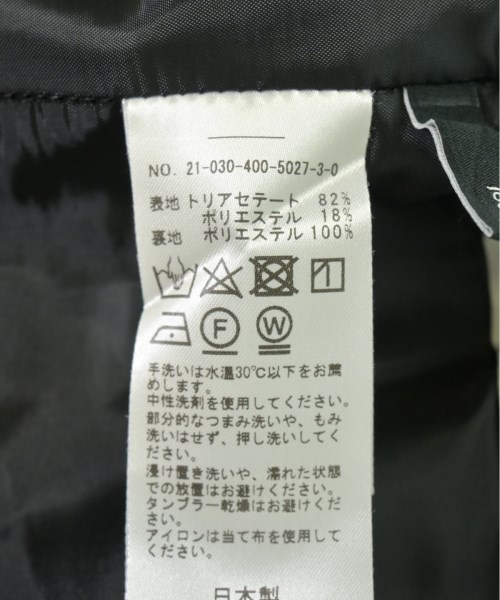 NO. 21-030-400-5027-3-0
表地 トリアセテート 82%
ポリエステル 18%
裏地 ポリエステル 100%
F W
手洗いは水温30℃以下をお薦
めします。
中性洗剤を使用してください。
部分的なつまみ洗いや、もみ
洗いはせず、押し洗いしてく
ださい。
浸け置き洗いや、濡れた状態
での放置はお避けください。
タンブラー乾燥はお避けくだ
さい。
アイロンは当て布を使用して
ください。
日本製